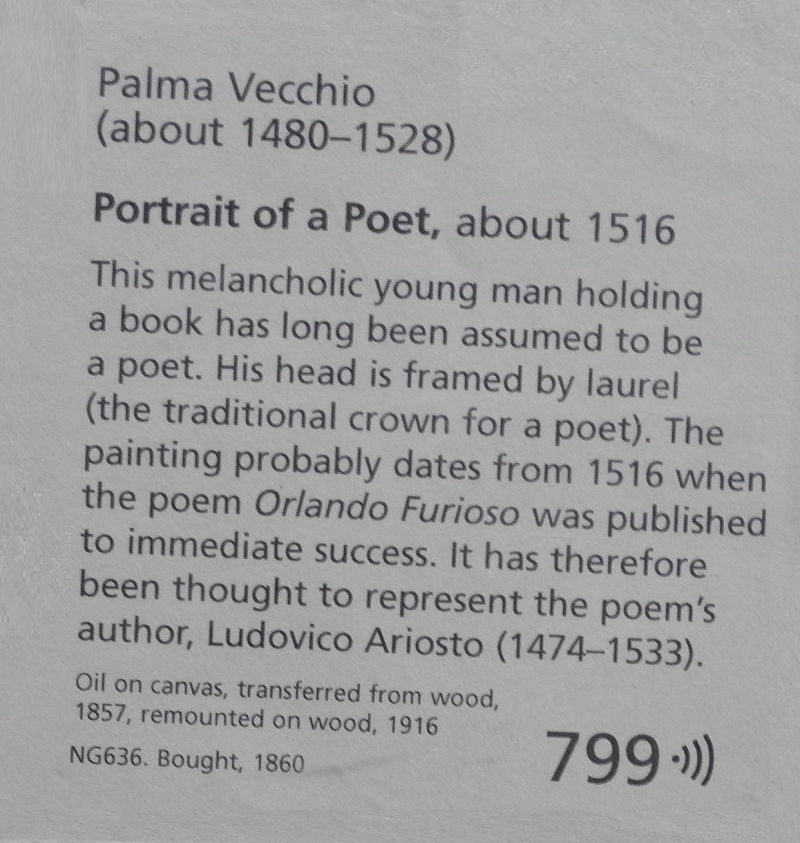 Palma Vecchio
(about 1480–1528)
Portrait of a Poet, about 1516
This melancholic young man holding
a book has long been assumed to be
a poet. His head is framed by laurel
(the traditional crown for a poet). The
painting probably dates from 1516 when
the poem Orlando Furioso was published
to immediate success. It has therefore
been thought to represent the poem's
author, Ludovico Ariosto (1474–1533).
Oil on canvas, transferred from wood,
1857, remounted on wood, 1916
NG636. Bought, 1860
799